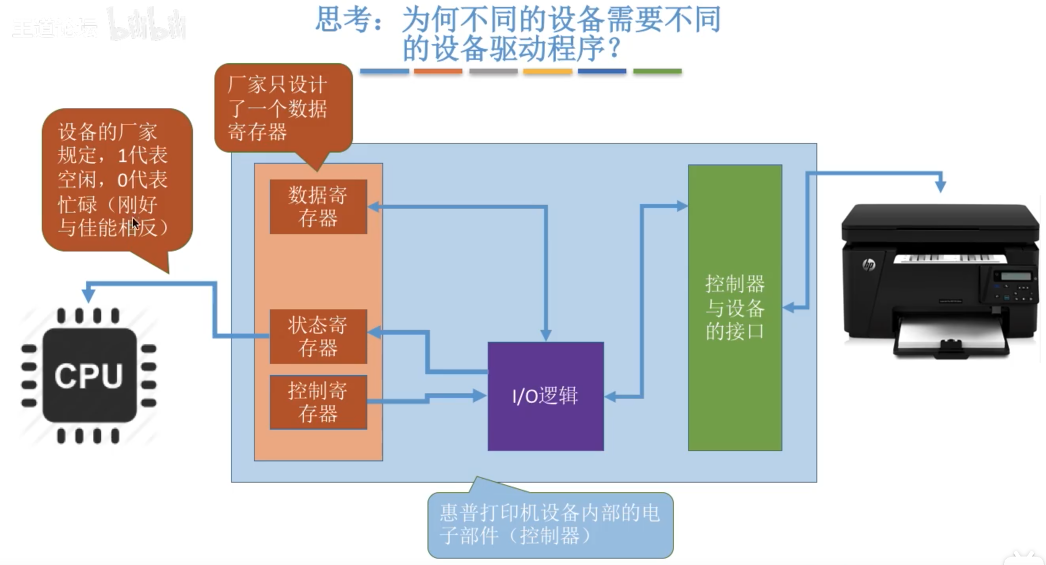 思考：为何不同的设备需要不同
的设备驱动程序？
厂家只设计
了一个数据
寄存器
设备的厂家
规定，1代表
空闲，0代表
忙碌（刚好
与佳能相反）
数据寄
存器
状态寄
存器
控制寄
存器
I/O逻辑
控制器
与设备
的接口
CPU
hp
惠普打印机设备内部的电
子部件（控制器）
bilibili